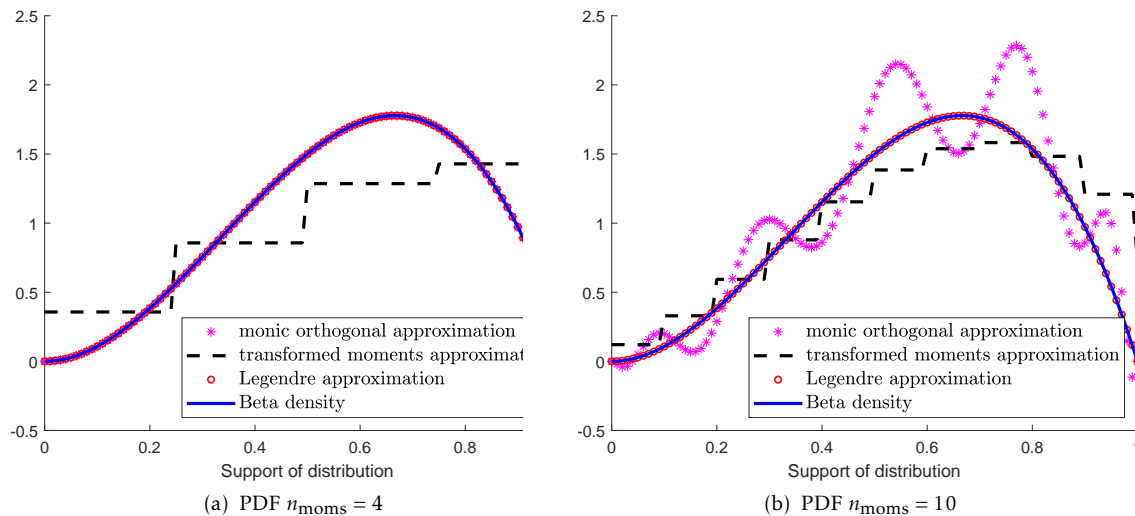 2.5
2
1.5
1
0.5
0
-0.5
0
0.2
0.4
0.6
0.8
Support of distribution
monic orthogonal approximation
transformed moments approximat
Legendre approximation
Beta density
(a) PDF n_moms = 4
2.5
2
1.5
1
0.5
0
-0.5
0
0.2
0.4
0.6
0.8
Support of distribution
monic orthogonal approximation
transformed moments approximation
Legendre approximation
Beta density
(b) PDF n_moms = 10